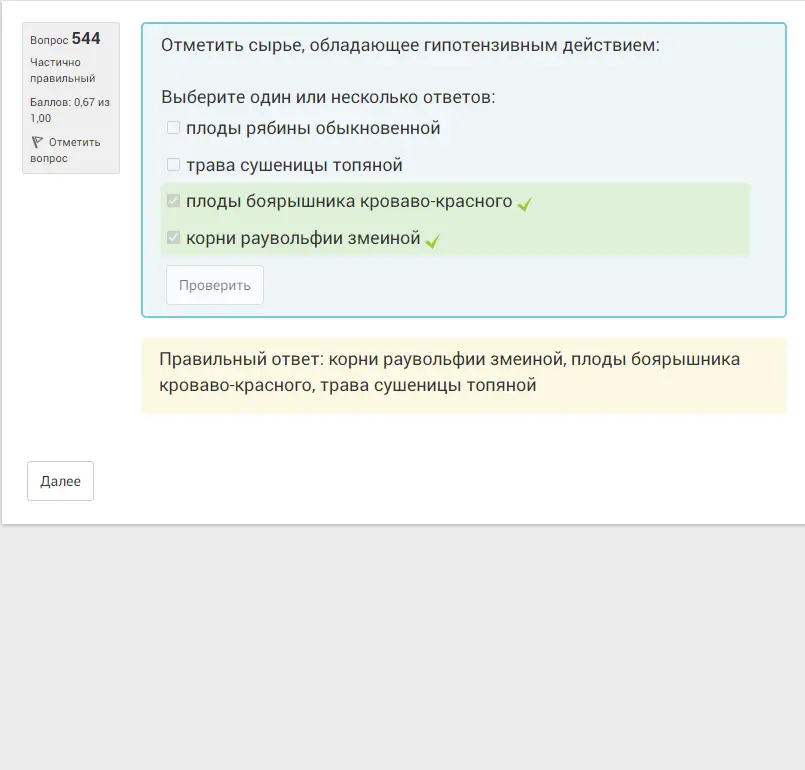 Вопрос 544
Частично
правильный
Баллов: 0,67 из
1,00
Отметить
вопрос
Отметить сырье, обладающее гипотензивным действием:
Выберите один или несколько ответов:
плоды рябины обыкновенной
трава сушеницы топяной
плоды боярышника кроваво-красного
корни раувольфии змеиной
Проверить
Правильный ответ: корни раувольфии змеиной, плоды боярышника
кроваво-красного, трава сушеницы топяной
Далее